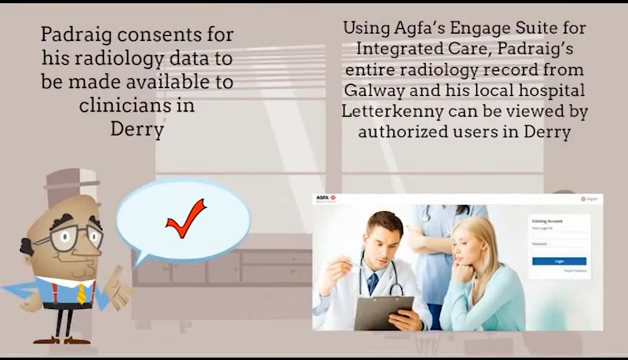 Padraig consents for
his radiology data to
be made available to
clinicians in
Derry
Using Agfa's Engage Suite for
Integrated Care, Padraig's
entire radiology record from
Galway and his local hospital
Letterkenny can be viewed by
authorized users in Derry
AGFA
Existing Account
Password
Login